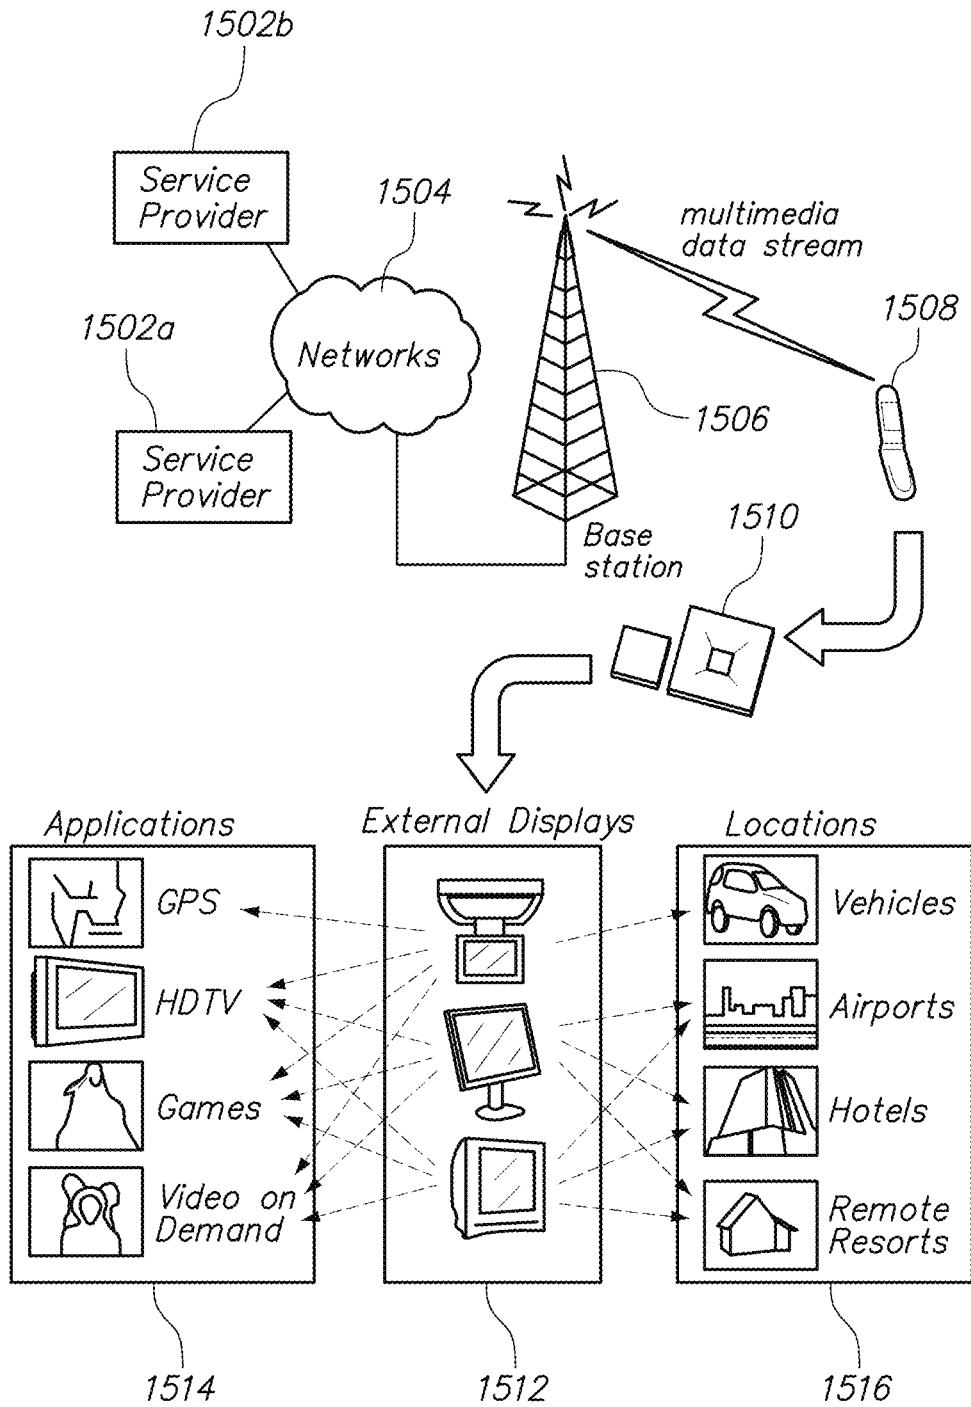 1502b
Service
Provider
1504
multimedia
data stream
1502a
Networks
1508
1506
Service
Provider
1510
Base
station
Applications
External Displays
Locations
GPS
Vehicles
HDTV
Airports
Games
Hotels
Video on
Demand
Remote
Resorts
1514
1512
1516